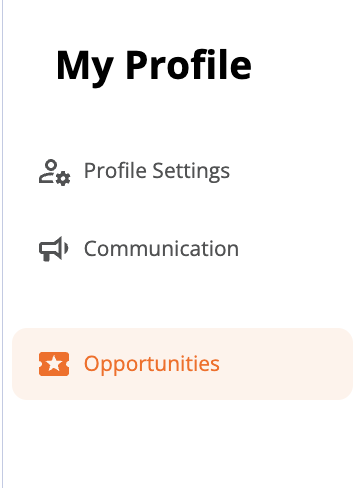 My Profile
Profile Settings
Communication
Opportunities